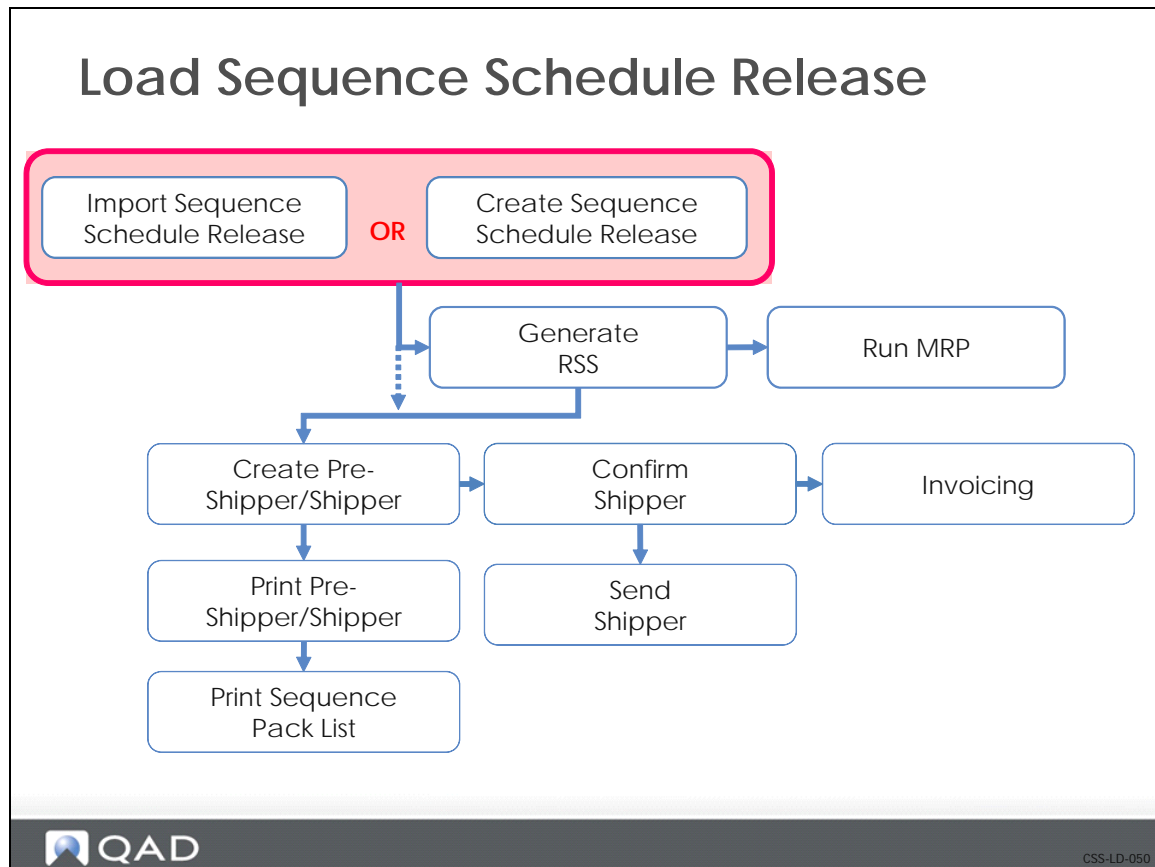 Load Sequence Schedule Release
Import Sequence
Schedule Release
OR
Create Sequence
Schedule Release
Generate
RSS
Run MRP
Create Pre-
Shipper/Shipper
Confirm
Shipper
Invoicing
Print Pre-
Shipper/Shipper
Send
Shipper
Print Sequence
Pack List
QAD
CSS-LD-050